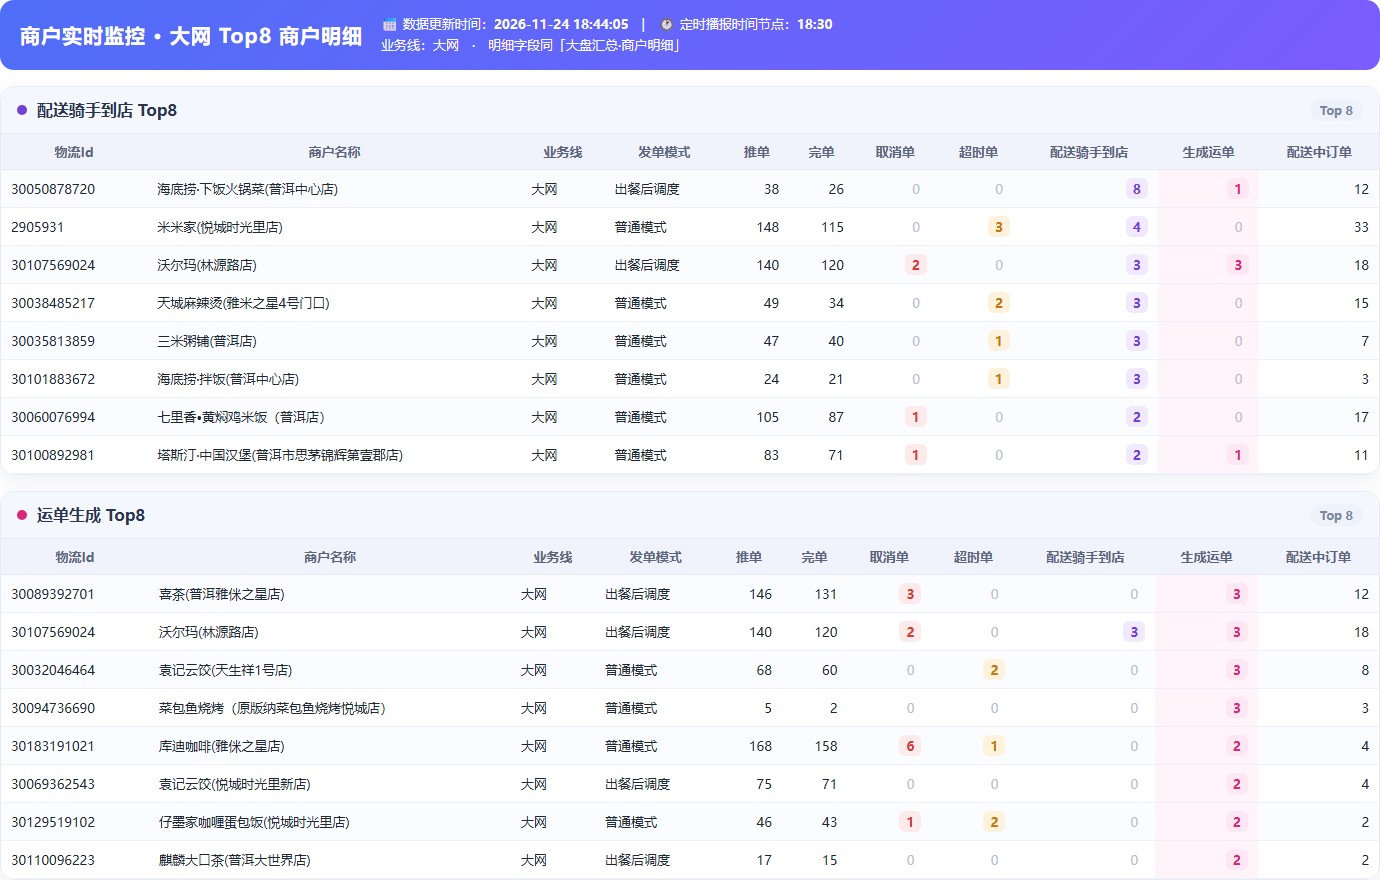 商户实时监控 • 大网 Top8 商户明细
数据更新时间：2026-11-24 18:44:05 | 定时播报时间节点：18:30
业务线：大网 · 明细字段同「大盘汇总·商户明细」
配送骑手到店 Top8 Top 8
物流Id 商户名称 业务线 发单模式 推单 完单 取消单 超时单 配送骑手到店 生成运单 配送中订单
30050878720 海底捞·下饭火锅菜(普洱中心店) 大网 出餐后调度 38 26 0 0 8 1 12
2905931 米米家(悦城时光里店) 大网 普通模式 148 115 0 3 4 0 33
30107569024 沃尔玛(林源路店) 大网 出餐后调度 140 120 2 0 3 3 18
30038485217 天城麻辣烫(雅米之星4号门口) 大网 普通模式 49 34 0 2 3 0 15
30035813859 三米粥铺(普洱店) 大网 普通模式 47 40 0 1 3 0 7
30101883672 海底捞·拌饭(普洱中心店) 大网 普通模式 24 21 0 1 3 0 3
30060076994 七里香•黄焖鸡米饭（普洱店） 大网 普通模式 105 87 1 0 2 0 17
30100892981 塔斯汀·中国汉堡(普洱市思茅锦辉第壹郡店) 大网 普通模式 83 71 1 0 2 1 11
运单生成 Top8 Top 8
物流Id 商户名称 业务线 发单模式 推单 完单 取消单 超时单 配送骑手到店 生成运单 配送中订单
30089392701 喜茶(普洱雅侎之星店) 大网 出餐后调度 146 131 3 0 0 3 12
30107569024 沃尔玛(林源路店) 大网 出餐后调度 140 120 2 0 3 3 18
30032046464 袁记云饺(天生祥1号店) 大网 普通模式 68 60 0 2 0 3 8
30094736690 菜包鱼烧烤（原版纳菜包鱼烧烤悦城店） 大网 普通模式 5 2 0 0 0 3 3
30183191021 库迪咖啡(雅侎之星店) 大网 普通模式 168 158 6 1 0 2 4
30069362543 袁记云饺(悦城时光里新店) 大网 出餐后调度 75 71 0 0 0 2 4
30129519102 仔墨家咖喱蛋包饭(悦城时光里店) 大网 普通模式 46 43 1 2 0 2 2
30110096223 麒麟大口茶(普洱大世界店) 大网 出餐后调度 17 15 0 0 0 2 2